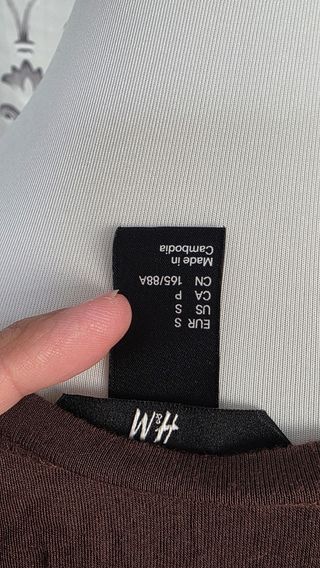 H&M
EUR S
US S
CA P
CN 165/88A
Made in
Cambodia